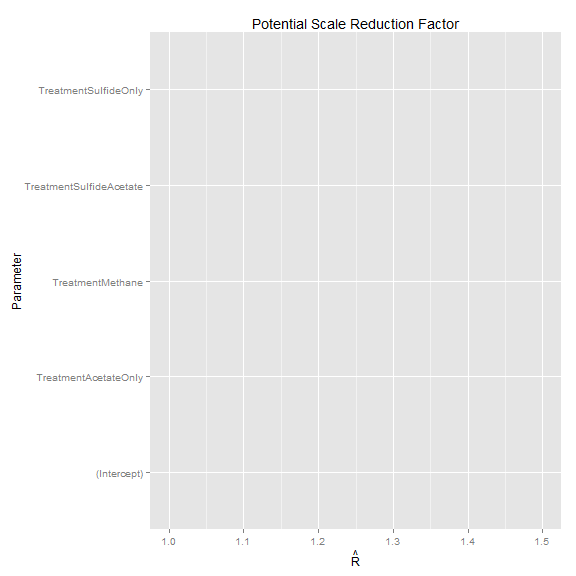 Potential Scale Reduction Factor
TreatmentSulfideOnly
TreatmentSulfideAcetate
TreatmentMethane
TreatmentAcetateOnly
(Intercept)
Parameter
1.0 1.1 1.2 1.3 1.4 1.5
R̂